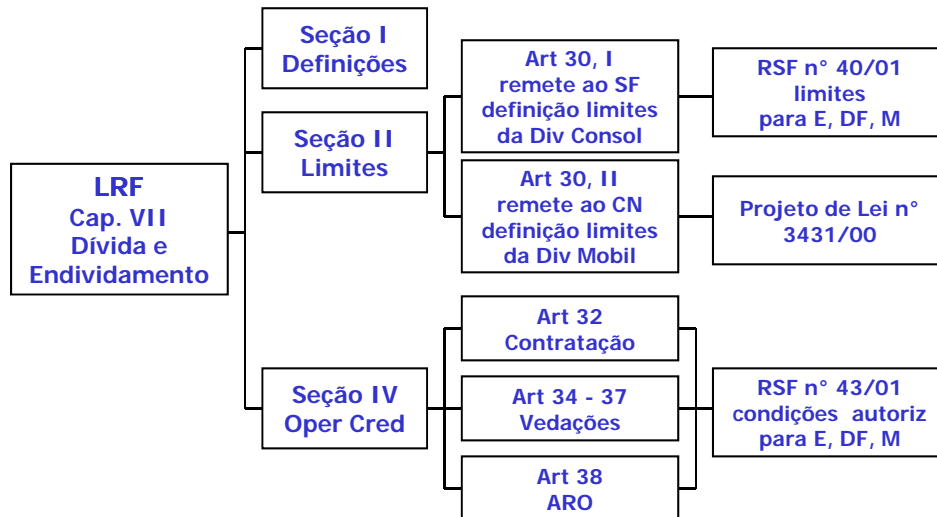 LRF
Cap. VII
Dívida e
Endividamento
Seção I
Definições
Seção II
Limites
Art 30, I
remete ao SF
definição limites
da Div Consol
RSF n° 40/01
limites
para E, DF, M
Art 30, II
remete ao CN
definição limites
da Div Mobil
Projeto de Lei n°
3431/00
Seção IV
Oper Cred
Art 32
Contratação
Art 34 - 37
Vedações
Art 38
ARO
RSF n° 43/01
condições autoriz
para E, DF, M